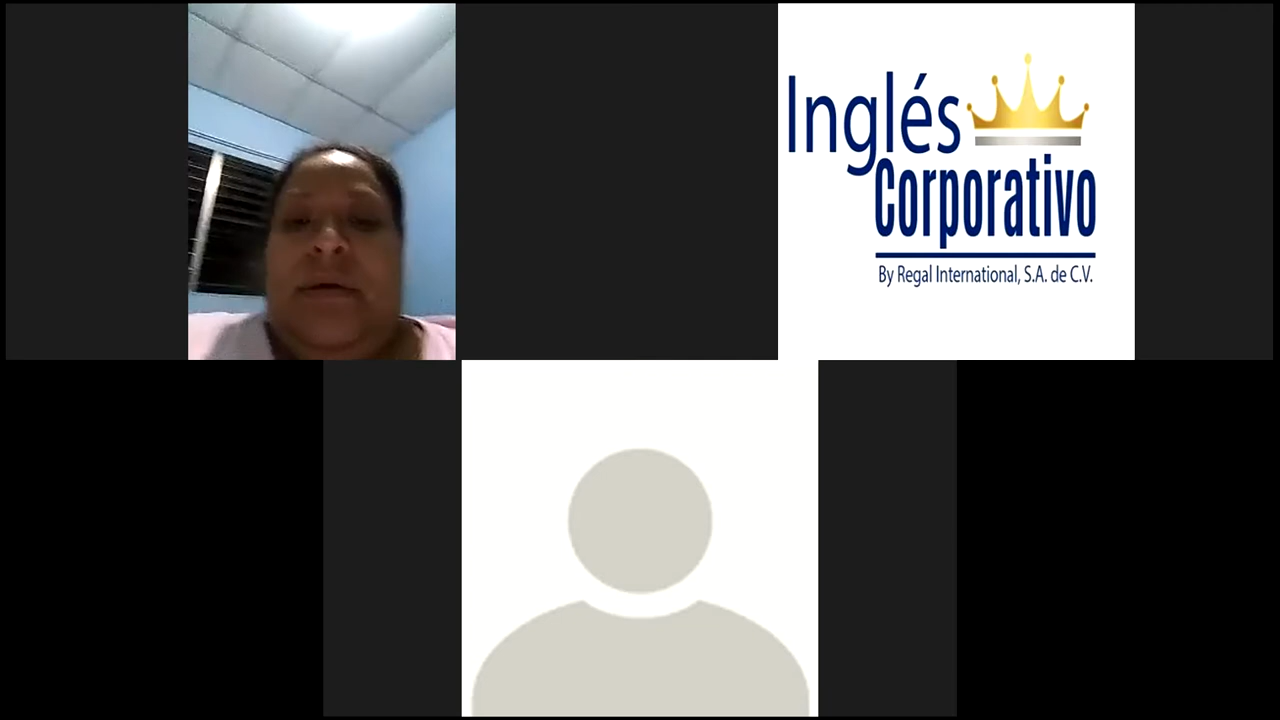 Inglés
Corporativo
By Regal International, S.A. de C.V.